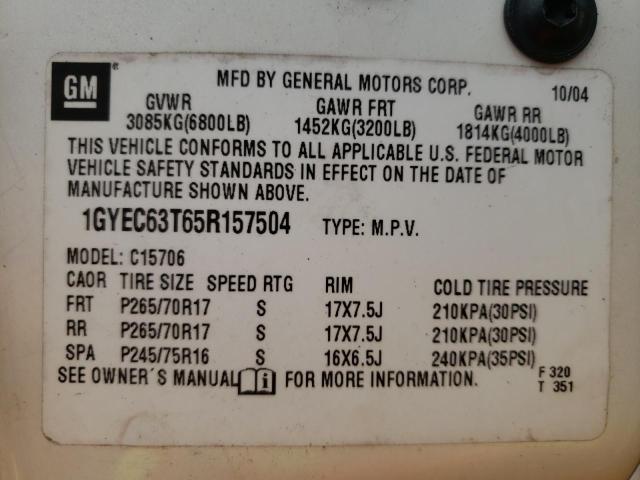 GM ®
MFD BY GENERAL MOTORS CORP. 10/04
GVWR GAWR FRT GAWR RR
3085KG(6800LB) 1452KG(3200LB) 1814KG(4000LB)
THIS VEHICLE CONFORMS TO ALL APPLICABLE U.S. FEDERAL MOTOR
VEHICLE SAFETY STANDARDS IN EFFECT ON THE DATE OF
MANUFACTURE SHOWN ABOVE.
1GYEC63T65R157504 TYPE: M.P.V.
MODEL: C15706
CAOR TIRE SIZE SPEED RTG RIM COLD TIRE PRESSURE
FRT P265/70R17 S 17X7.5J 210KPA(30PSI)
RR P265/70R17 S 17X7.5J 210KPA(30PSI)
SPA P245/75R16 S 16X6.5J 240KPA(35PSI)
SEE OWNER´S MANUAL i FOR MORE INFORMATION. F 320
T 351